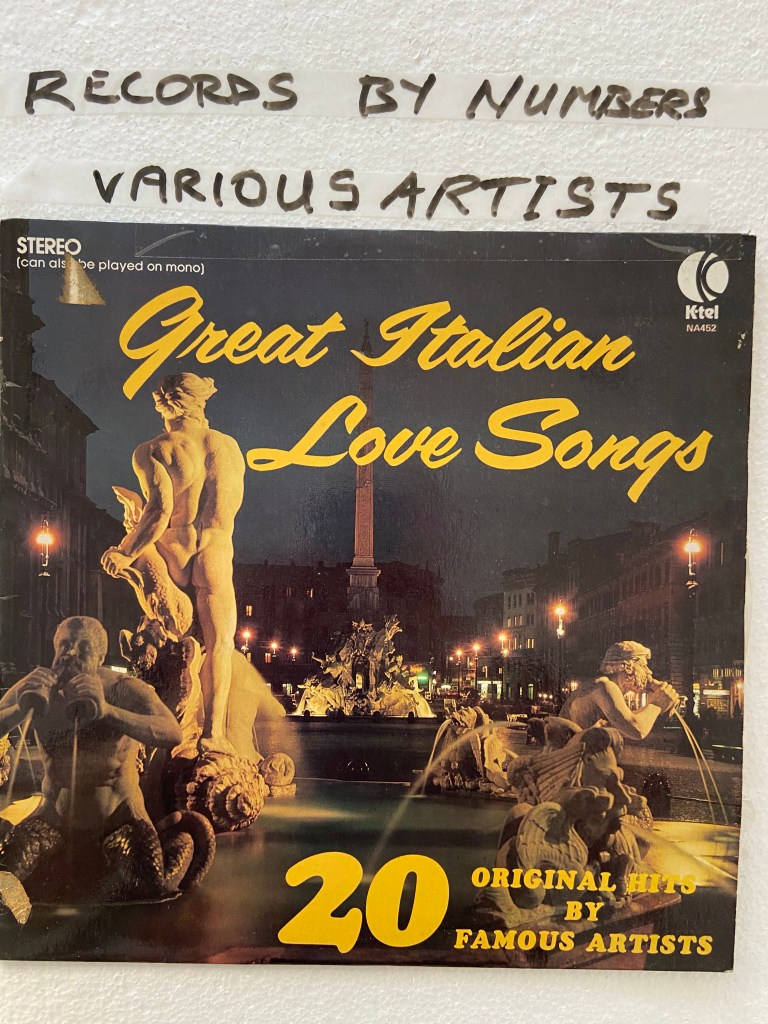 RECORDS BY NUMBERS
VARIOUS ARTISTS
STEREO
(can also be played on mono)
K-tel
NA452
Great Italian
Love Songs
20
ORIGINAL HITS
BY
FAMOUS ARTISTS